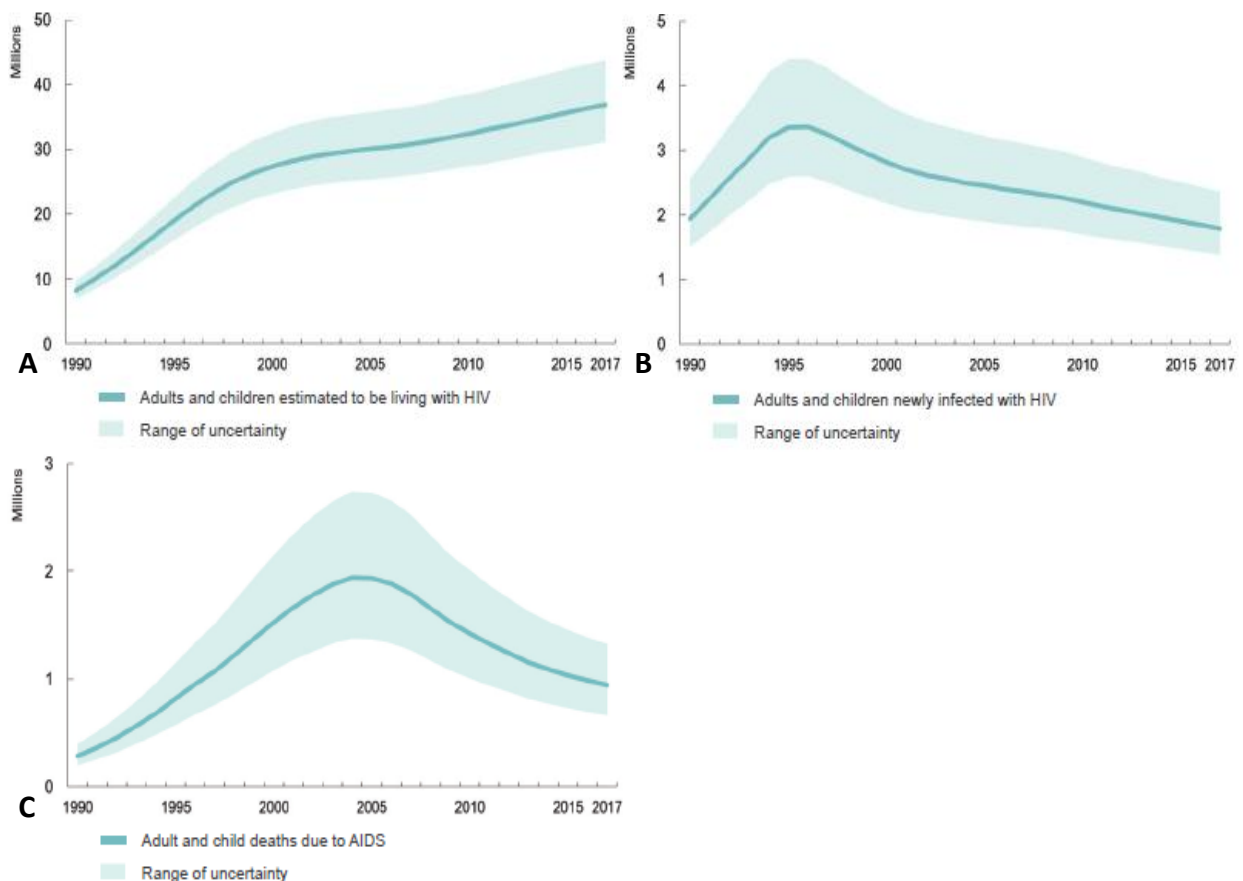 Millions
50
40
30
20
10
0
1990 1995 2000 2005 2010 2015 2017
A
Adults and children estimated to be living with HIV
Range of uncertainty
Millions
5
4
3
2
1
0
1990 1995 2000 2005 2010 2015 2017
B
Adults and children newly infected with HIV
Range of uncertainty
Millions
3
2
1
0
1990 1995 2000 2005 2010 2015 2017
C
Adult and child deaths due to AIDS
Range of uncertainty